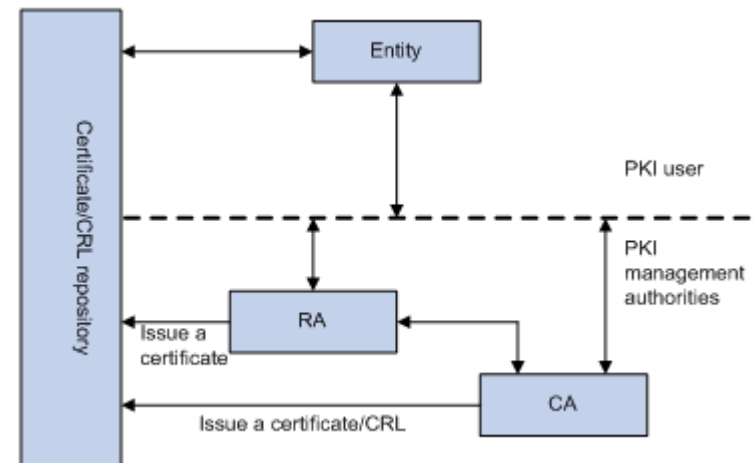 Entity
Certificate/CRL repository
PKI user
PKI
management
authorities
RA
Issue a
certificate
CA
Issue a certificate/CRL